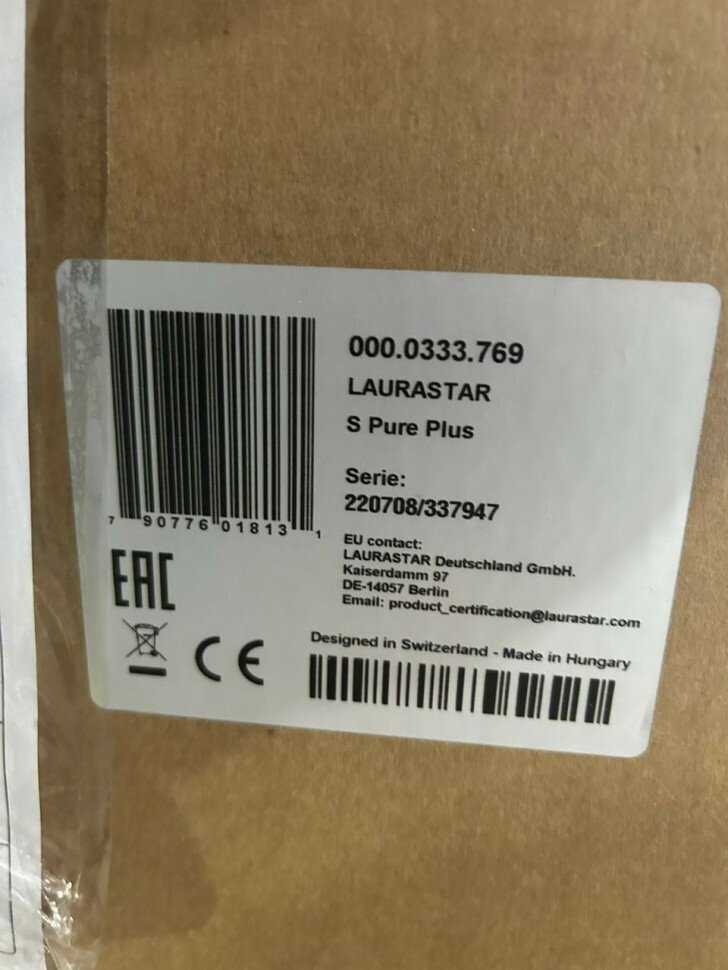 000.0333.769
LAURASTAR
S Pure Plus
Serie:
220708/337947
7 90776 01813 1
EU contact:
LAURASTAR Deutschland GmbH.
Kaiserdamm 97
DE-14057 Berlin
Email: product_certification@laurastar.com
EAC
CE
Designed in Switzerland - Made in Hungary